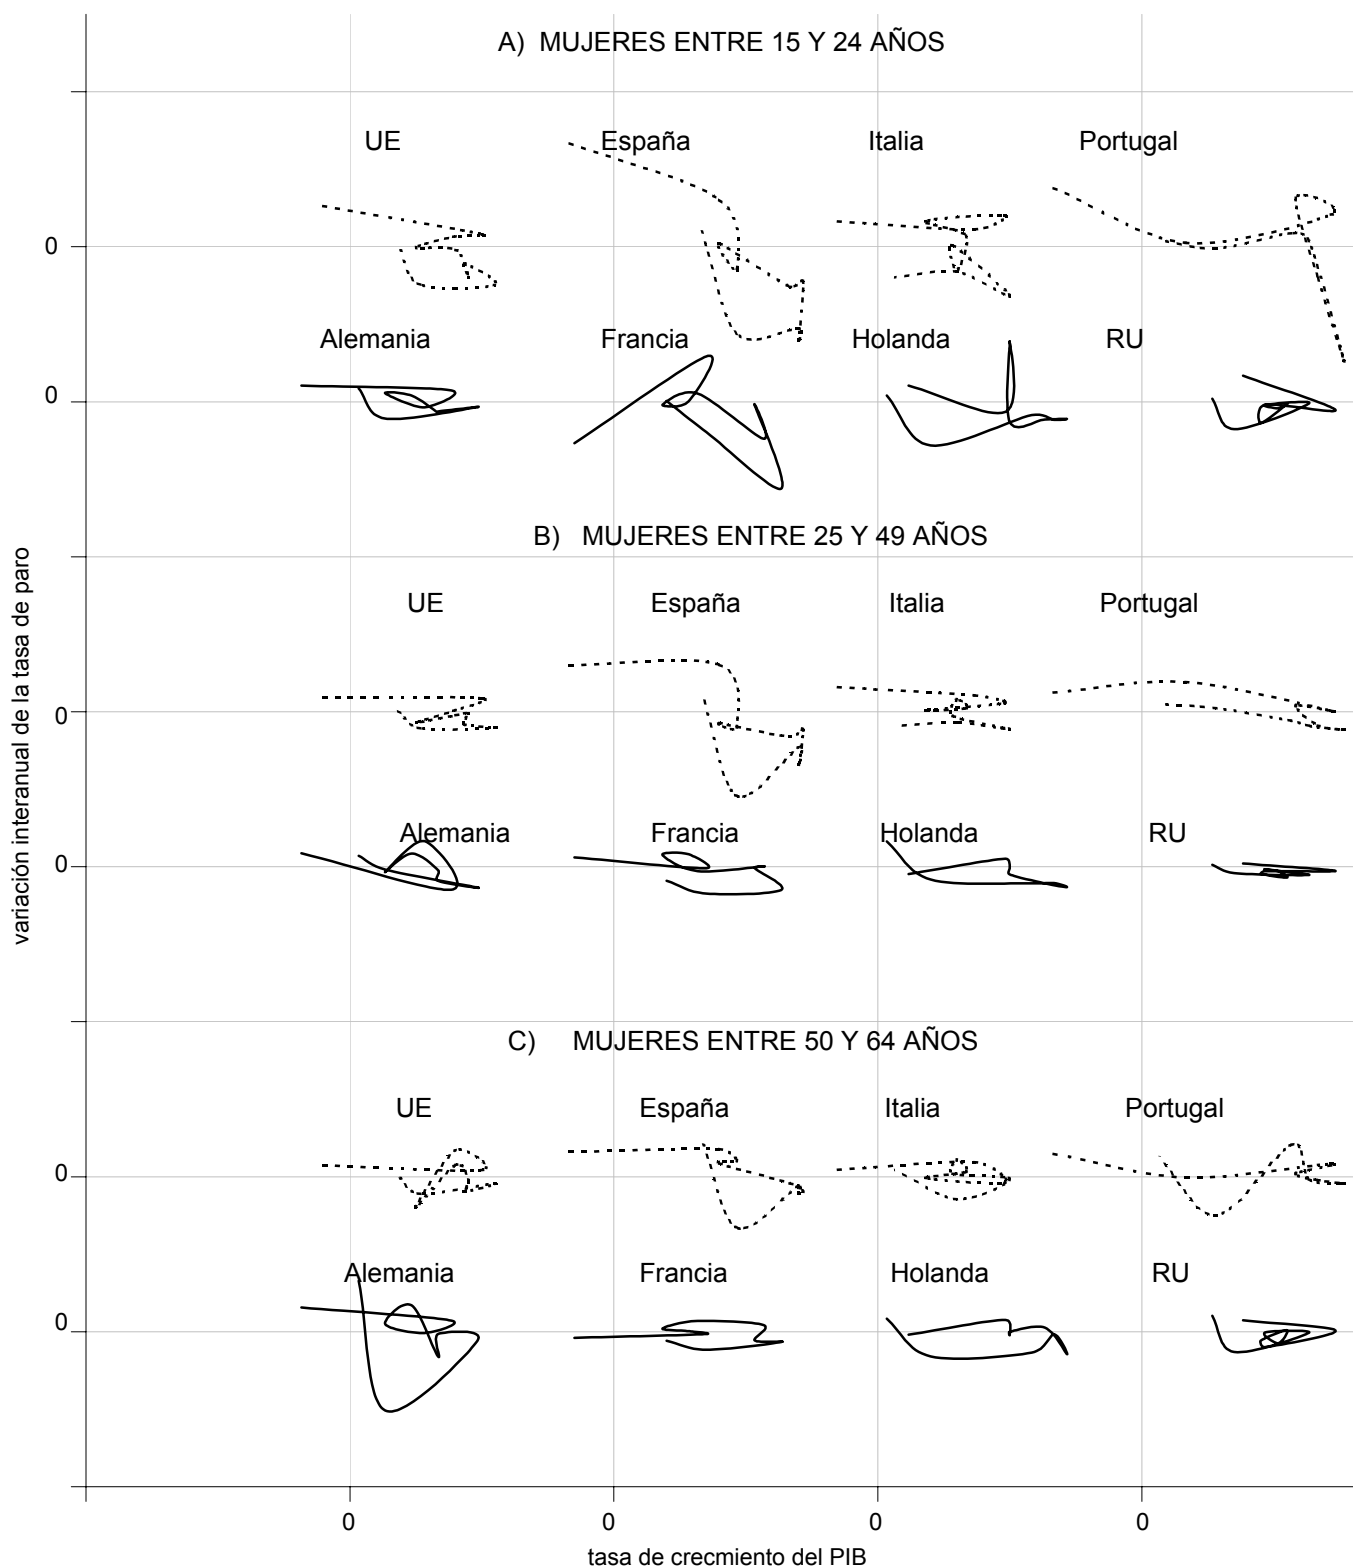 A) MUJERES ENTRE 15 Y 24 AÑOS
UE España Italia Portugal
0
Alemania Francia Holanda RU
0
B) MUJERES ENTRE 25 Y 49 AÑOS
UE España Italia Portugal
0
Alemania Francia Holanda RU
0
C) MUJERES ENTRE 50 Y 64 AÑOS
UE España Italia Portugal
0
Alemania Francia Holanda RU
0
0 0 0 0
tasa de crecmiento del PIB
variación interanual de la tasa de paro